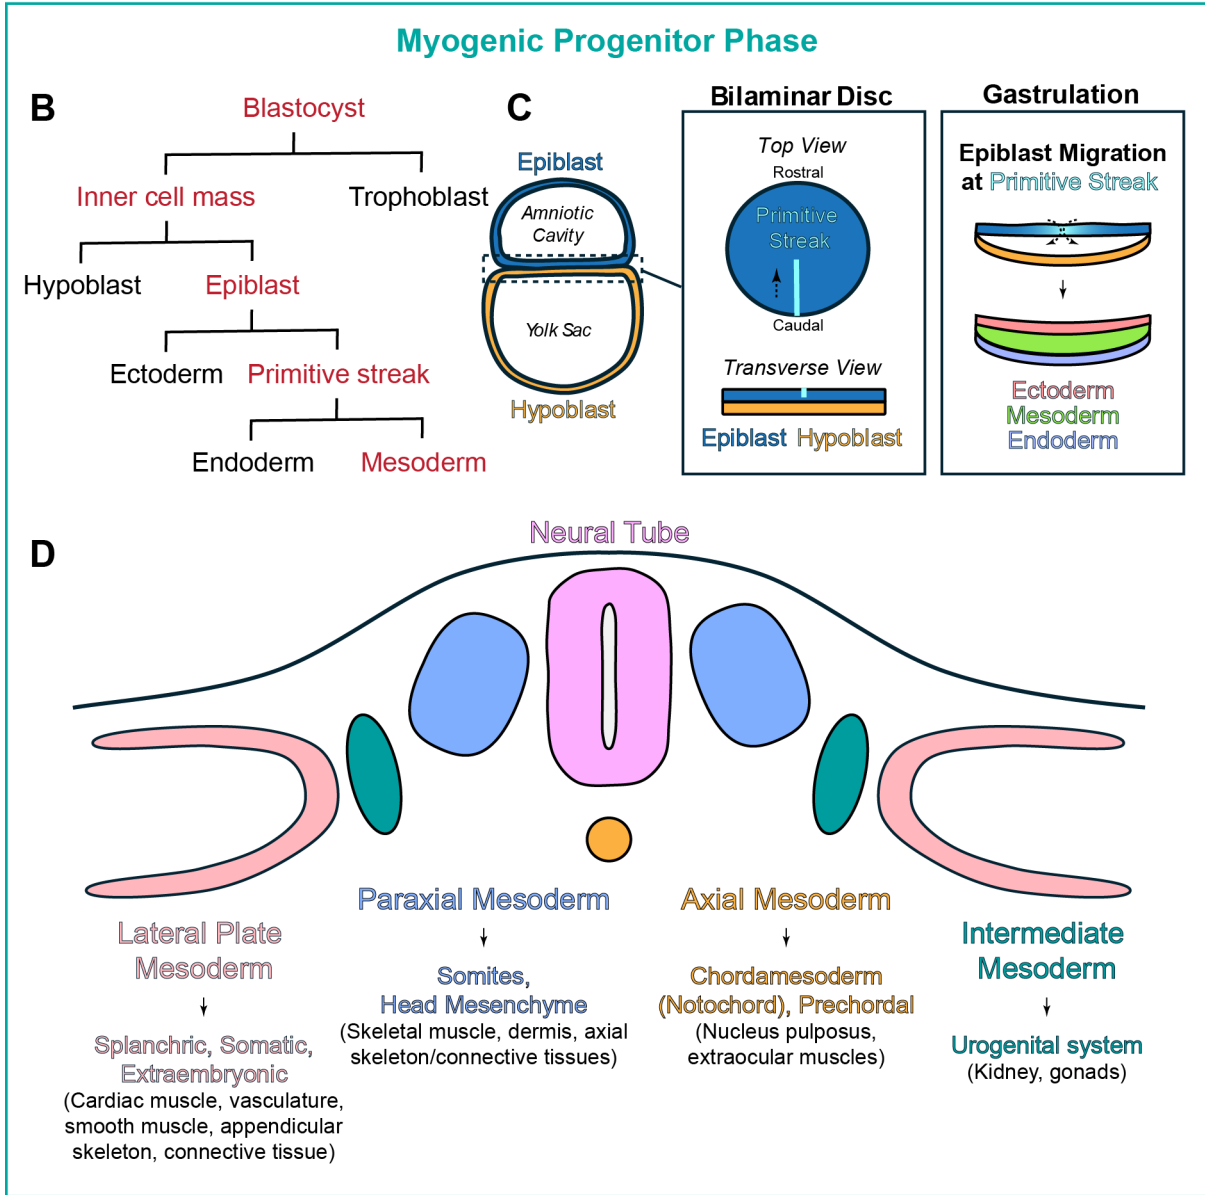 Myogenic Progenitor Phase
B
Blastocyst
Inner cell mass
Trophoblast
Hypoblast
Epiblast
Ectoderm
Primitive streak
Endoderm
Mesoderm
C
Epiblast
Amniotic
Cavity
Yolk Sac
Hypoblast
Bilaminar Disc
Top View
Rostral
Primitive
Streak
Caudal
Transverse View
Epiblast Hypoblast
Gastrulation
Epiblast Migration
at Primitive Streak
Ectoderm
Mesoderm
Endoderm
D
Neural Tube
Lateral Plate
Mesoderm
Splanchric, Somatic,
Extraembryonic
(Cardiac muscle, vasculature,
smooth muscle, appendicular
skeleton, connective tissue)
Paraxial Mesoderm
Somites,
Head Mesenchyme
(Skeletal muscle, dermis, axial
skeleton/connective tissues)
Axial Mesoderm
Chordamesoderm
(Notochord), Prechordal
(Nucleus pulposus,
extraocular muscles)
Intermediate
Mesoderm
Urogenital system
(Kidney, gonads)